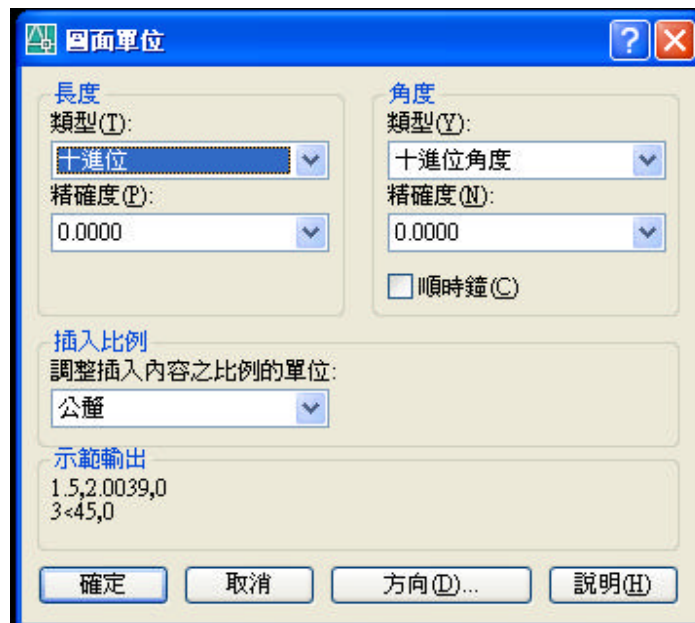 圖面單位
長度
類型(T):
十進位
精確度(P):
0.0000
角度
類型(Y):
十進位角度
精確度(N):
0.0000
順時鐘(C)
插入比例
調整插入內容之比例的單位:
公釐
示範輸出
1.5,2.0039,0
3<45,0
確定
取消
方向(D)...
說明(H)